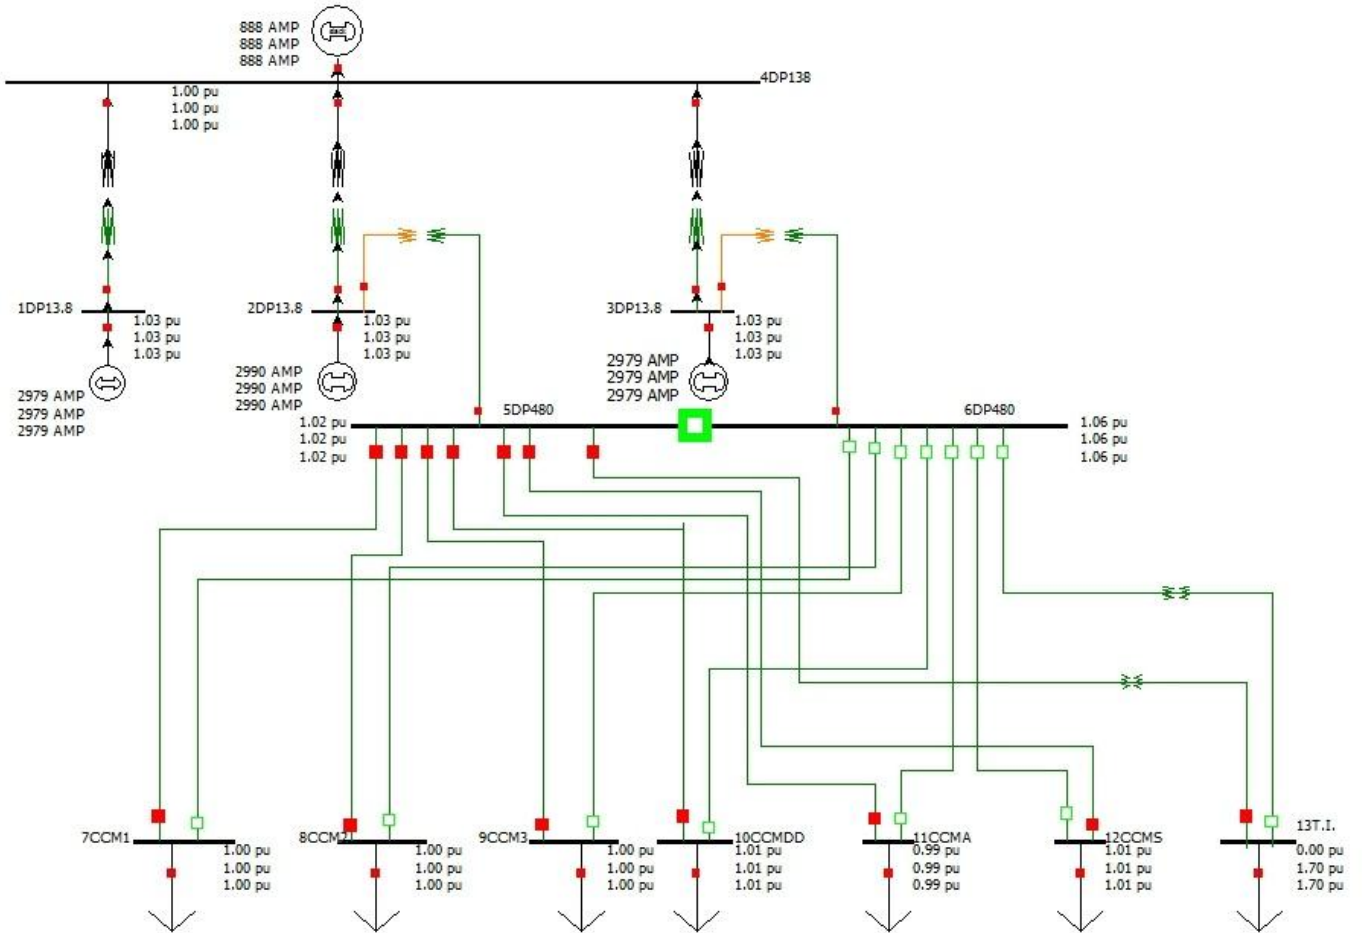 888 AMP
888 AMP
888 AMP
4DP138
1.00 pu
1.00 pu
1.00 pu
1DP13.8
1.03 pu
1.03 pu
1.03 pu
2DP13.8
1.03 pu
1.03 pu
1.03 pu
3DP13.8
1.03 pu
1.03 pu
1.03 pu
2979 AMP
2979 AMP
2979 AMP
2990 AMP
2990 AMP
2990 AMP
2979 AMP
2979 AMP
2979 AMP
5DP480
1.02 pu
1.02 pu
1.02 pu
6DP480
1.06 pu
1.06 pu
1.06 pu
7CCM1
1.00 pu
1.00 pu
1.00 pu
8CCM2
1.00 pu
1.00 pu
1.00 pu
9CCM3
1.00 pu
1.00 pu
1.00 pu
10CCMDD
1.01 pu
1.01 pu
1.01 pu
11CCMA
0.99 pu
0.99 pu
0.99 pu
12CCMS
1.01 pu
1.01 pu
1.01 pu
13T.I.
0.00 pu
1.70 pu
1.70 pu